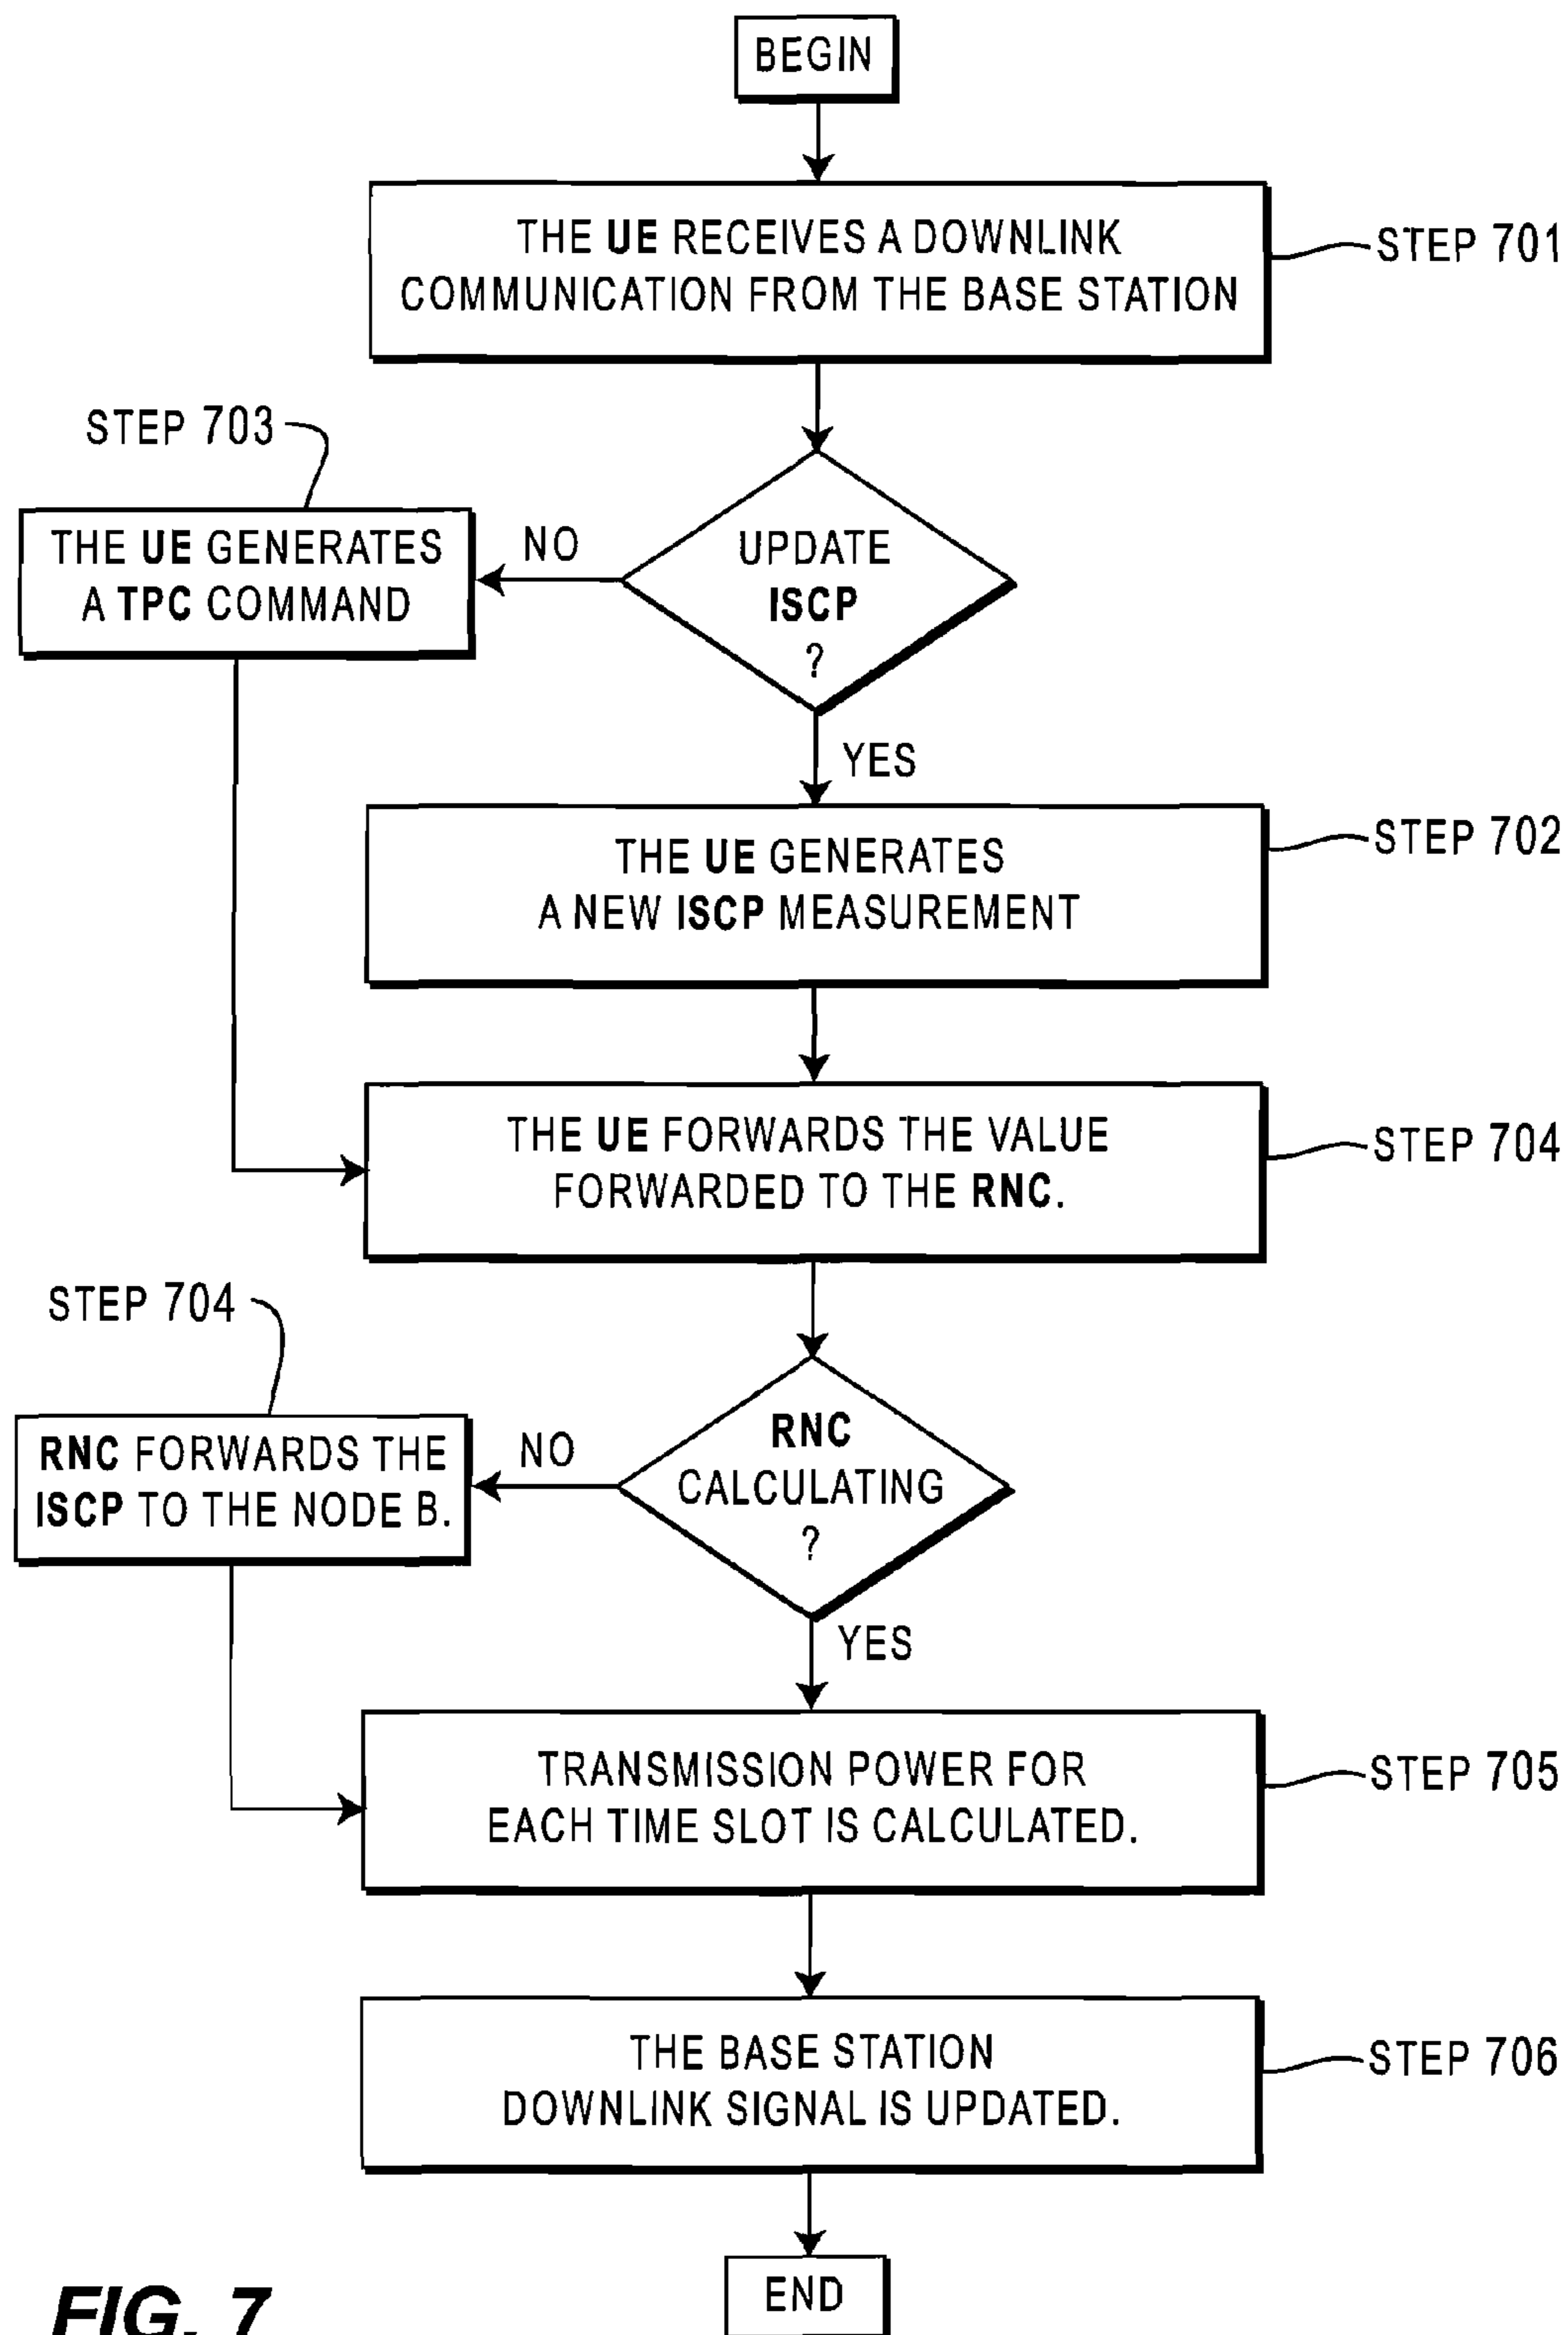 BEGIN
THE UE RECEIVES A DOWNLINK
COMMUNICATION FROM THE BASE STATION
STEP 701
STEP 703
THE UE GENERATES
A TPC COMMAND
NO
UPDATE
ISCP
?
YES
THE UE GENERATES
A NEW ISCP MEASUREMENT
STEP 702
THE UE FORWARDS THE VALUE
FORWARDED TO THE RNC.
STEP 704
STEP 704
RNC FORWARDS THE
ISCP TO THE NODE B.
NO
RNC
CALCULATING
?
YES
TRANSMISSION POWER FOR
EACH TIME SLOT IS CALCULATED.
STEP 705
THE BASE STATION
DOWNLINK SIGNAL IS UPDATED.
STEP 706
END
FIG. 7